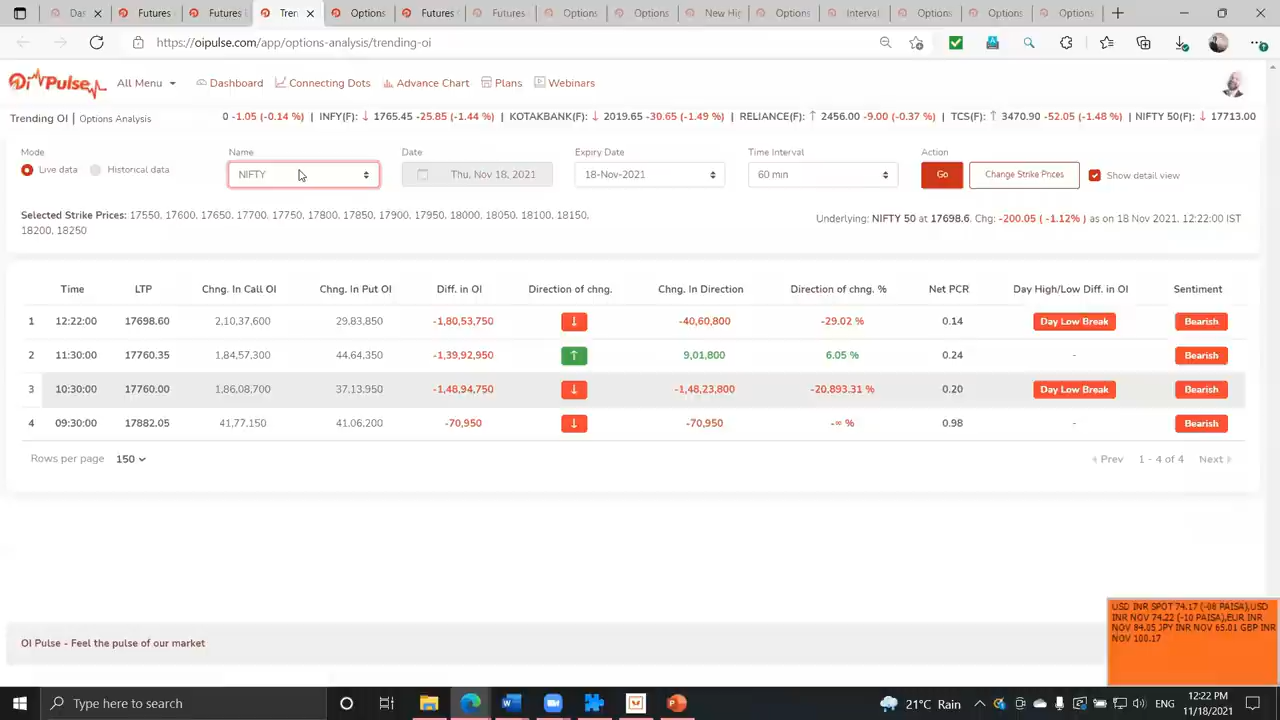 Das
Futures
Futures
Tren
Options
Futures
Futures
Options
Options
New Hig
Options
Interval
Options
Options
Options
https://oipulse.com/app/options-analysis/trending-oi
Oi Pulse
All Menu
Dashboard
Connecting Dots
Advance Chart
Plans
Webinars
Trending OI | Options Analysis
0 -1.05 (-0.14 %) | INFY(F): ↓ 1765.45 -25.85 (-1.44 %) | KOTAKBANK(F): ↓ 2019.65 -30.65 (-1.49 %) | RELIANCE(F): ↑ 2456.00 -9.00 (-0.37 %) | TCS(F): ↑ 3470.90 -52.05 (-1.48 %) | NIFTY 50(F): ↓ 17713.00
Mode Name Date Expiry Date Time Interval Action
Live data Historical data NIFTY Thu, Nov 18, 2021 18-Nov-2021 60 min Go Change Strike Prices Show detail view
Selected Strike Prices: 17550, 17600, 17650, 17700, 17750, 17800, 17850, 17900, 17950, 18000, 18050, 18100, 18150,
18200, 18250
Underlying: NIFTY 50 at 17698.6. Chg: -200.05 ( -1.12% ) as on 18 Nov 2021, 12:22:00 IST
Time LTP Chng. In Call OI Chng. In Put OI Diff. in OI Direction of chng. Chng. In Direction Direction of chng. % Net PCR Day High/Low Diff. in OI Sentiment
1 12:22:00 17698.60 2,10,37,600 29,83,850 -1,80,53,750 ↓ -40,60,800 -29.02 % 0.14 Day Low Break Bearish
2 11:30:00 17760.35 1,84,57,300 44,64,350 -1,39,92,950 ↑ 9,01,800 6.05 % 0.24 - Bearish
3 10:30:00 17760.00 1,86,08,700 37,13,950 -1,48,94,750 ↓ -1,48,23,800 -20,893.31 % 0.20 Day Low Break Bearish
4 09:30:00 17882.05 41,77,150 41,06,200 -70,950 ↓ -70,950 -∞ % 0.98 - Bearish
Rows per page 150
Prev 1 - 4 of 4 Next
OI Pulse - Feel the pulse of our market
USD INR SPOT 74.17 (-08 PAISA),USD
INR NOV 74.22 (-10 PAISA),EUR INR
NOV 84.05 JPY INR NOV 65.01 GBP INR
NOV 100.17
Type here to search
21°C Rain
ENG
12:22 PM
11/18/2021